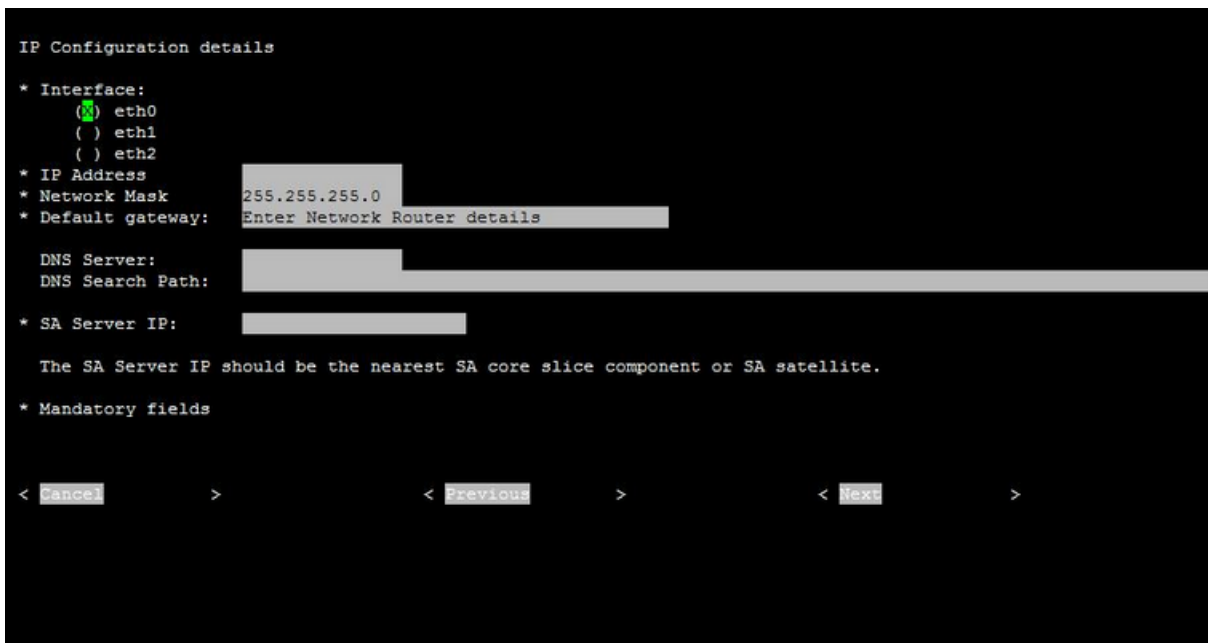 IP Configuration details
* Interface:
(X) eth0
( ) eth1
( ) eth2
* IP Address
* Network Mask 255.255.255.0
* Default gateway: Enter Network Router details
DNS Server:
DNS Search Path:
* SA Server IP:
The SA Server IP should be the nearest SA core slice component or SA satellite.
* Mandatory fields
< Cancel > < Previous > < Next >